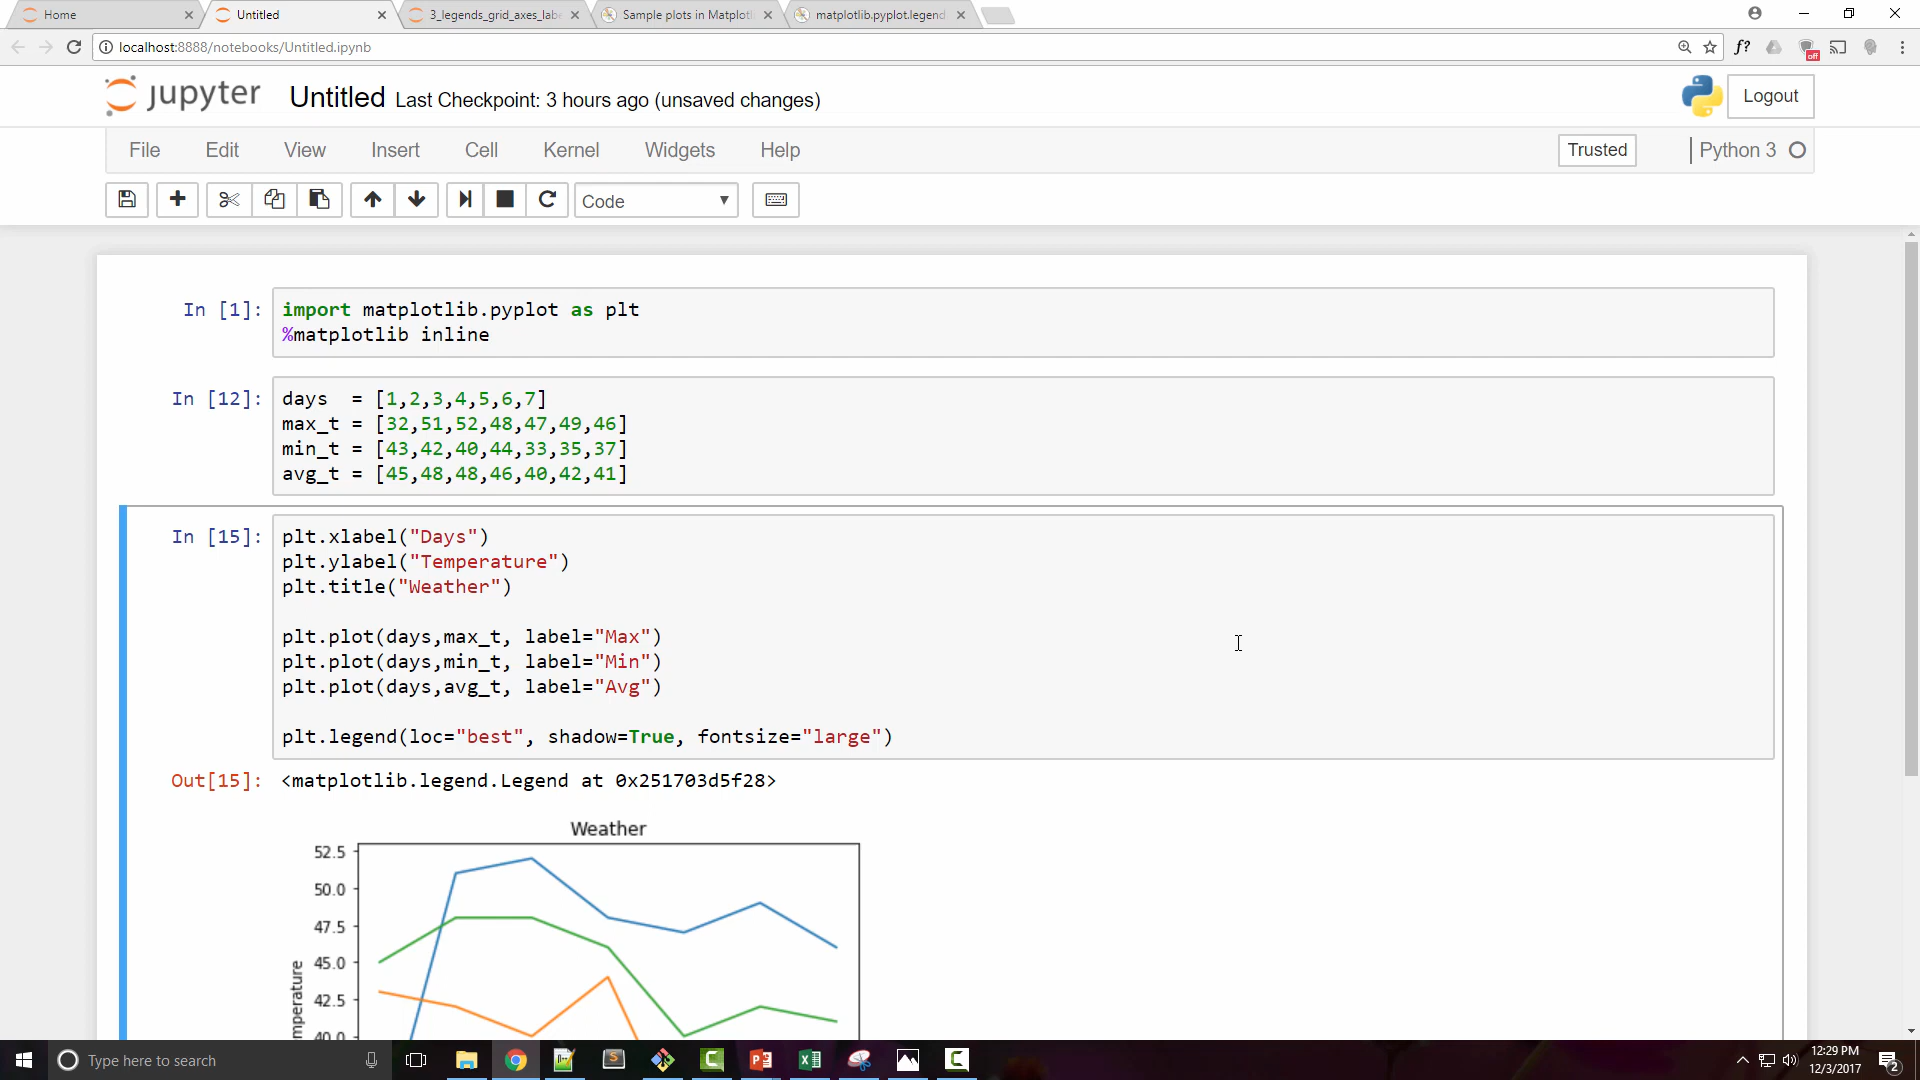 Home
Untitled
3_legends_grid_axes_labe
Sample plots in Matplotl
matplotlib.pyplot.legend
localhost:8888/notebooks/Untitled.ipynb
f?
off
jupyter Untitled Last Checkpoint: 3 hours ago (unsaved changes)
Logout
File Edit View Insert Cell Kernel Widgets Help
Trusted
Python 3
Code
In [1]:
import matplotlib.pyplot as plt
%matplotlib inline
In [12]:
days  = [1,2,3,4,5,6,7]
max_t = [32,51,52,48,47,49,46]
min_t = [43,42,40,44,33,35,37]
avg_t = [45,48,48,46,40,42,41]
In [15]:
plt.xlabel("Days")
plt.ylabel("Temperature")
plt.title("Weather")
plt.plot(days,max_t, label="Max")
plt.plot(days,min_t, label="Min")
plt.plot(days,avg_t, label="Avg")
plt.legend(loc="best", shadow=True, fontsize="large")
Out[15]:
<matplotlib.legend.Legend at 0x251703d5f28>
Weather
52.5
50.0
47.5
45.0
42.5
40.0
mperature
Type here to search
12:29 PM
12/3/2017
2